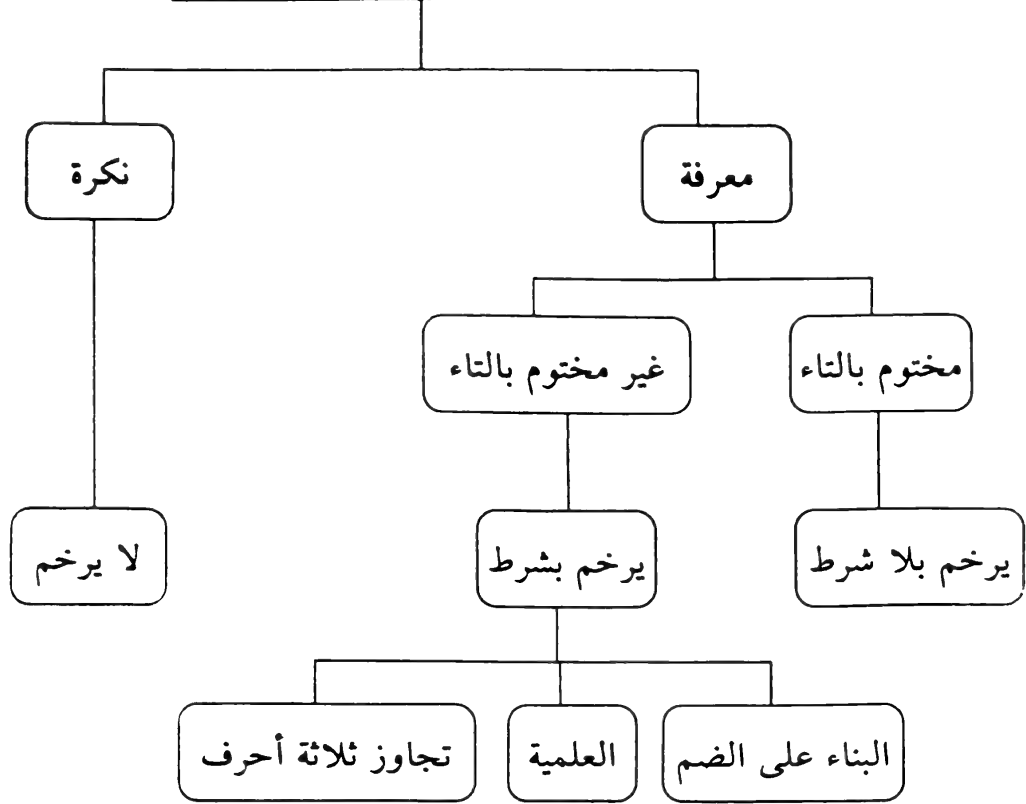 معرفة
نكرة
مختوم بالتاء
غير مختوم بالتاء
يرخم بلا شرط
يرخم بشرط
لا يرخم
البناء على الضم
العلمية
تجاوز ثلاثة أحرف